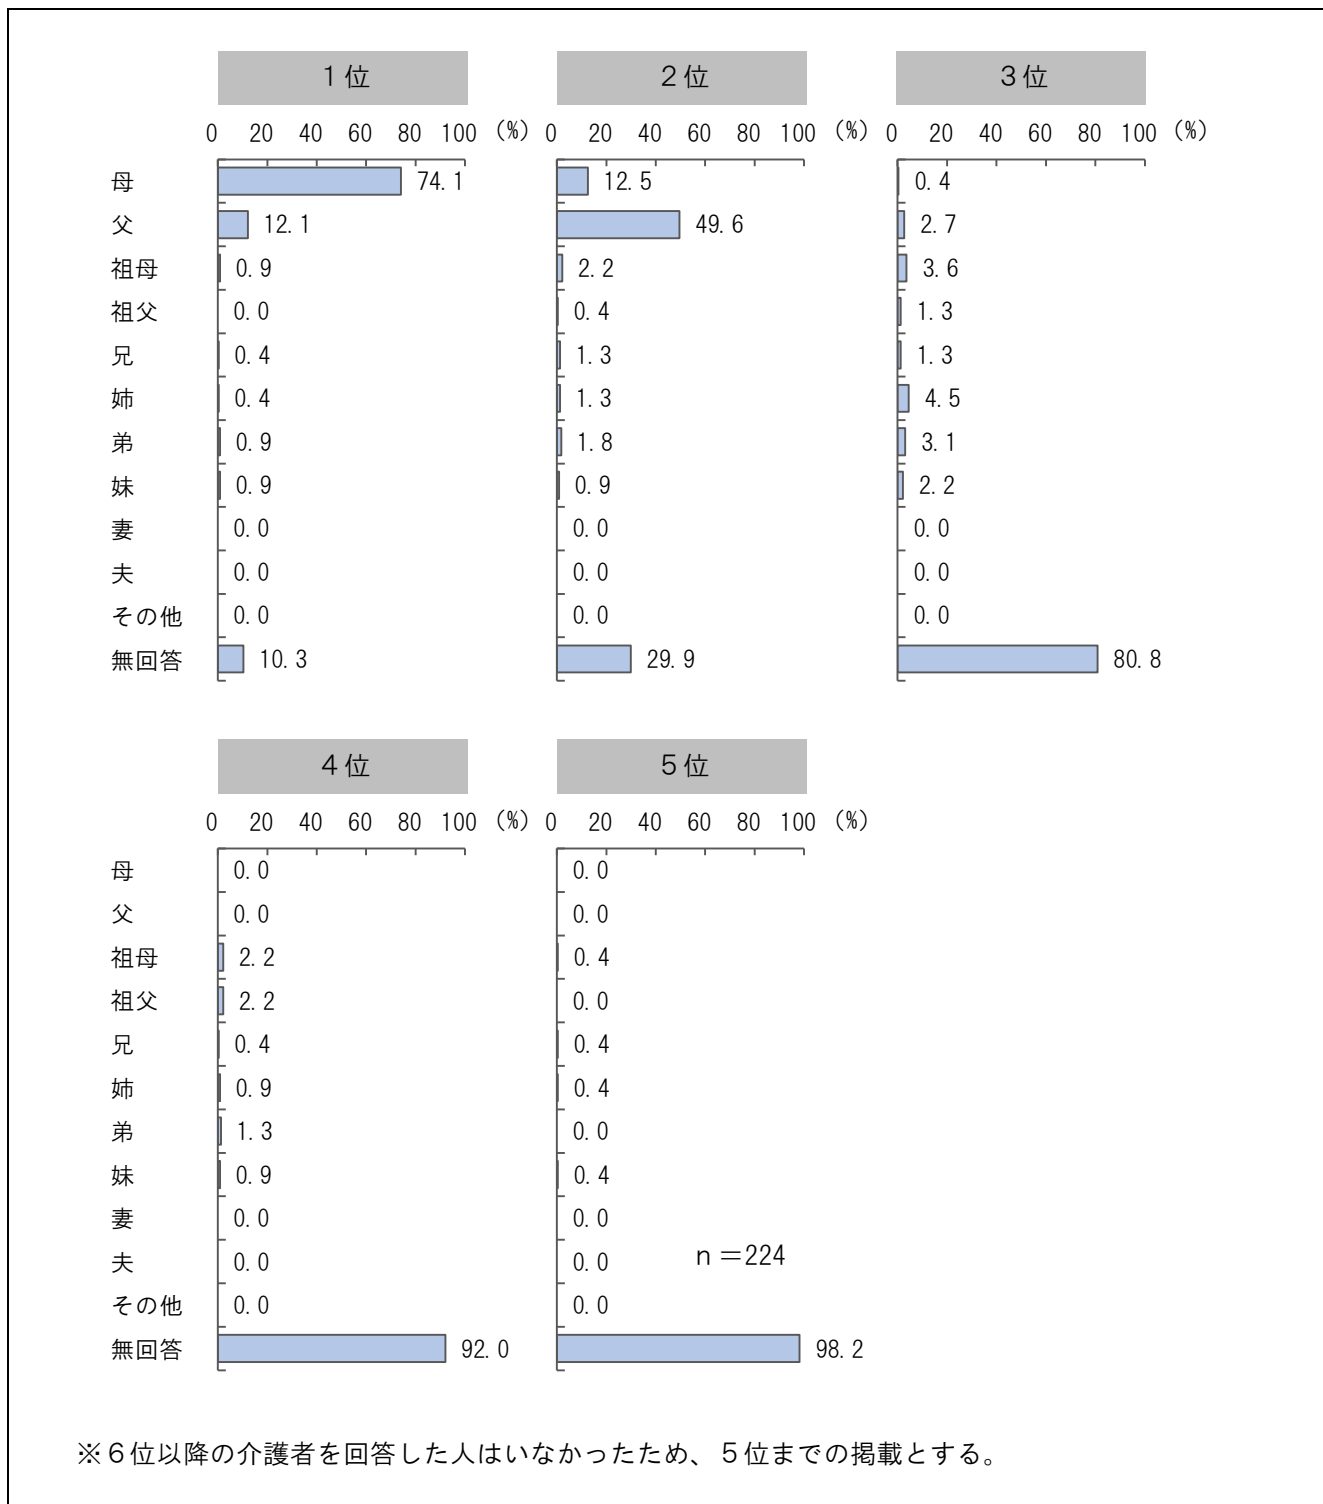 １位 ２位 ３位
0 20 40 60 80 100 (%) 0 20 40 60 80 100 (%) 0 20 40 60 80 100 (%)
母 74.1 12.5 0.4
父 12.1 49.6 2.7
祖母 0.9 2.2 3.6
祖父 0.0 0.4 1.3
兄 0.4 1.3 1.3
姉 0.4 1.3 4.5
弟 0.9 1.8 3.1
妹 0.9 0.9 2.2
妻 0.0 0.0 0.0
夫 0.0 0.0 0.0
その他 0.0 0.0 0.0
無回答 10.3 29.9 80.8
４位 ５位
0 20 40 60 80 100 (%) 0 20 40 60 80 100 (%)
母 0.0 0.0
父 0.0 0.0
祖母 2.2 0.4
祖父 2.2 0.0
兄 0.4 0.4
姉 0.9 0.4
弟 1.3 0.0
妹 0.9 0.4
妻 0.0 0.0
夫 0.0 0.0 ｎ＝224
その他 0.0 0.0
無回答 92.0 98.2
※６位以降の介護者を回答した人はいなかったため、５位までの掲載とする。